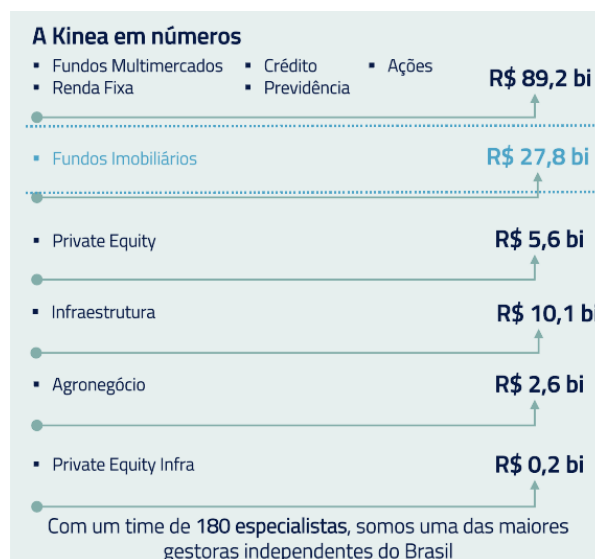 A Kinea em números
▪ Fundos Multimercados ▪ Crédito ▪ Ações
▪ Renda Fixa ▪ Previdência
R$ 89,2 bi
▪ Fundos Imobiliários R$ 27,8 bi
▪ Private Equity R$ 5,6 bi
▪ Infraestrutura R$ 10,1 bi
▪ Agronegócio R$ 2,6 bi
▪ Private Equity Infra R$ 0,2 bi
Com um time de 180 especialistas, somos uma das maiores
gestoras independentes do Brasil